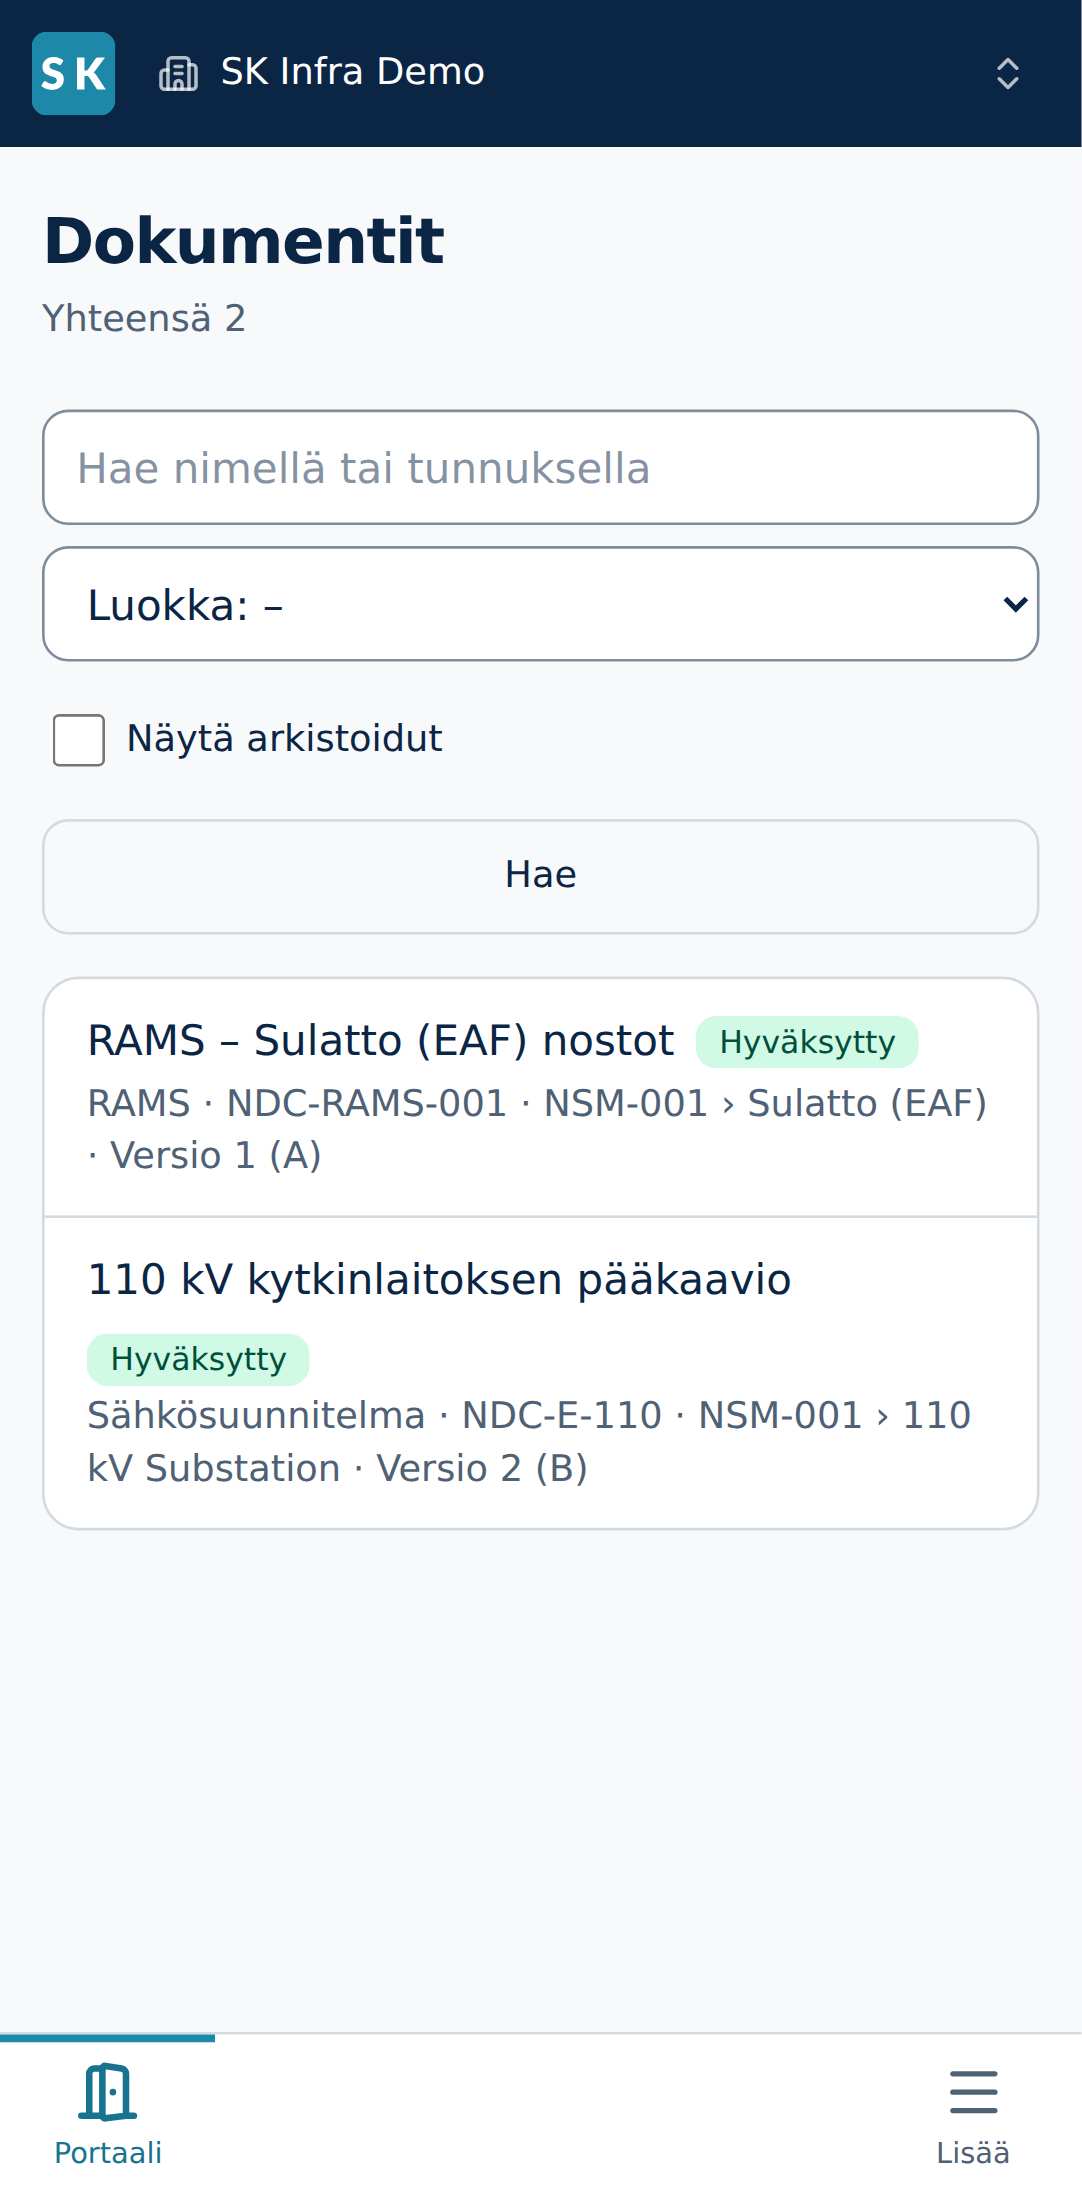 SK
SK Infra Demo
Dokumentit
Yhteensä 2
Hae nimellä tai tunnuksella
Luokka: –
Näytä arkistoidut
Hae
RAMS – Sulatto (EAF) nostot Hyväksytty
RAMS · NDC-RAMS-001 · NSM-001 › Sulatto (EAF)
· Versio 1 (A)
110 kV kytkinlaitoksen pääkaavio
Hyväksytty
Sähkösuunnitelma · NDC-E-110 · NSM-001 › 110
kV Substation · Versio 2 (B)
Portaali
Lisää